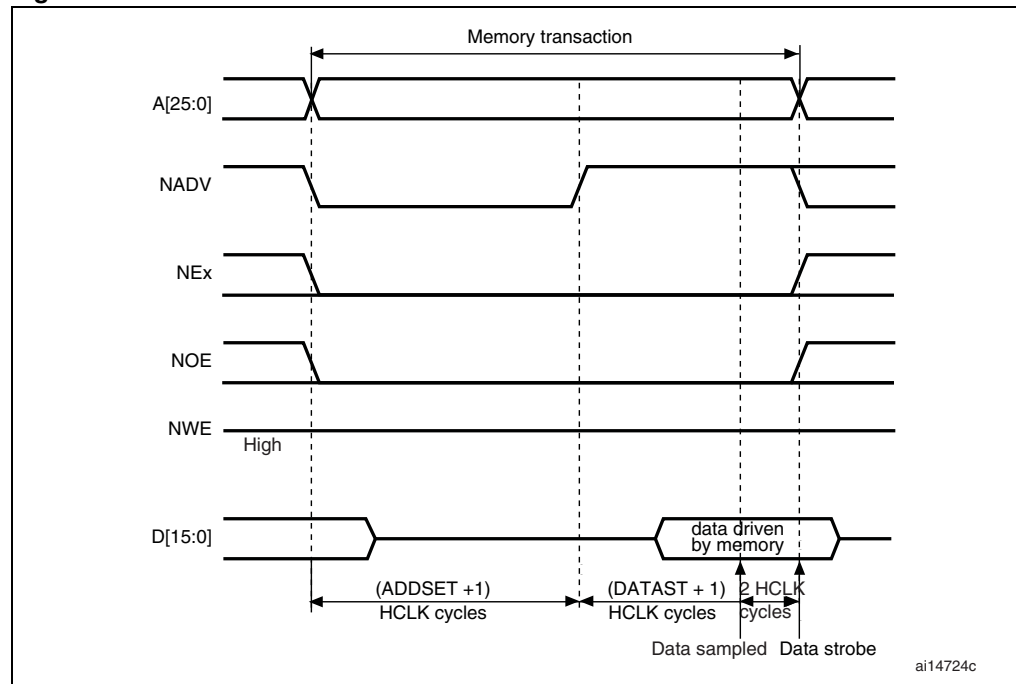 Memory transaction
A[25:0]
NADV
NEx
NOE
NWE
High
D[15:0]
data driven
by memory
(ADDSET +1)
HCLK cycles
(DATAST + 1)
HCLK cycles
2 HCLK
cycles
Data sampled
Data strobe
ai14724c